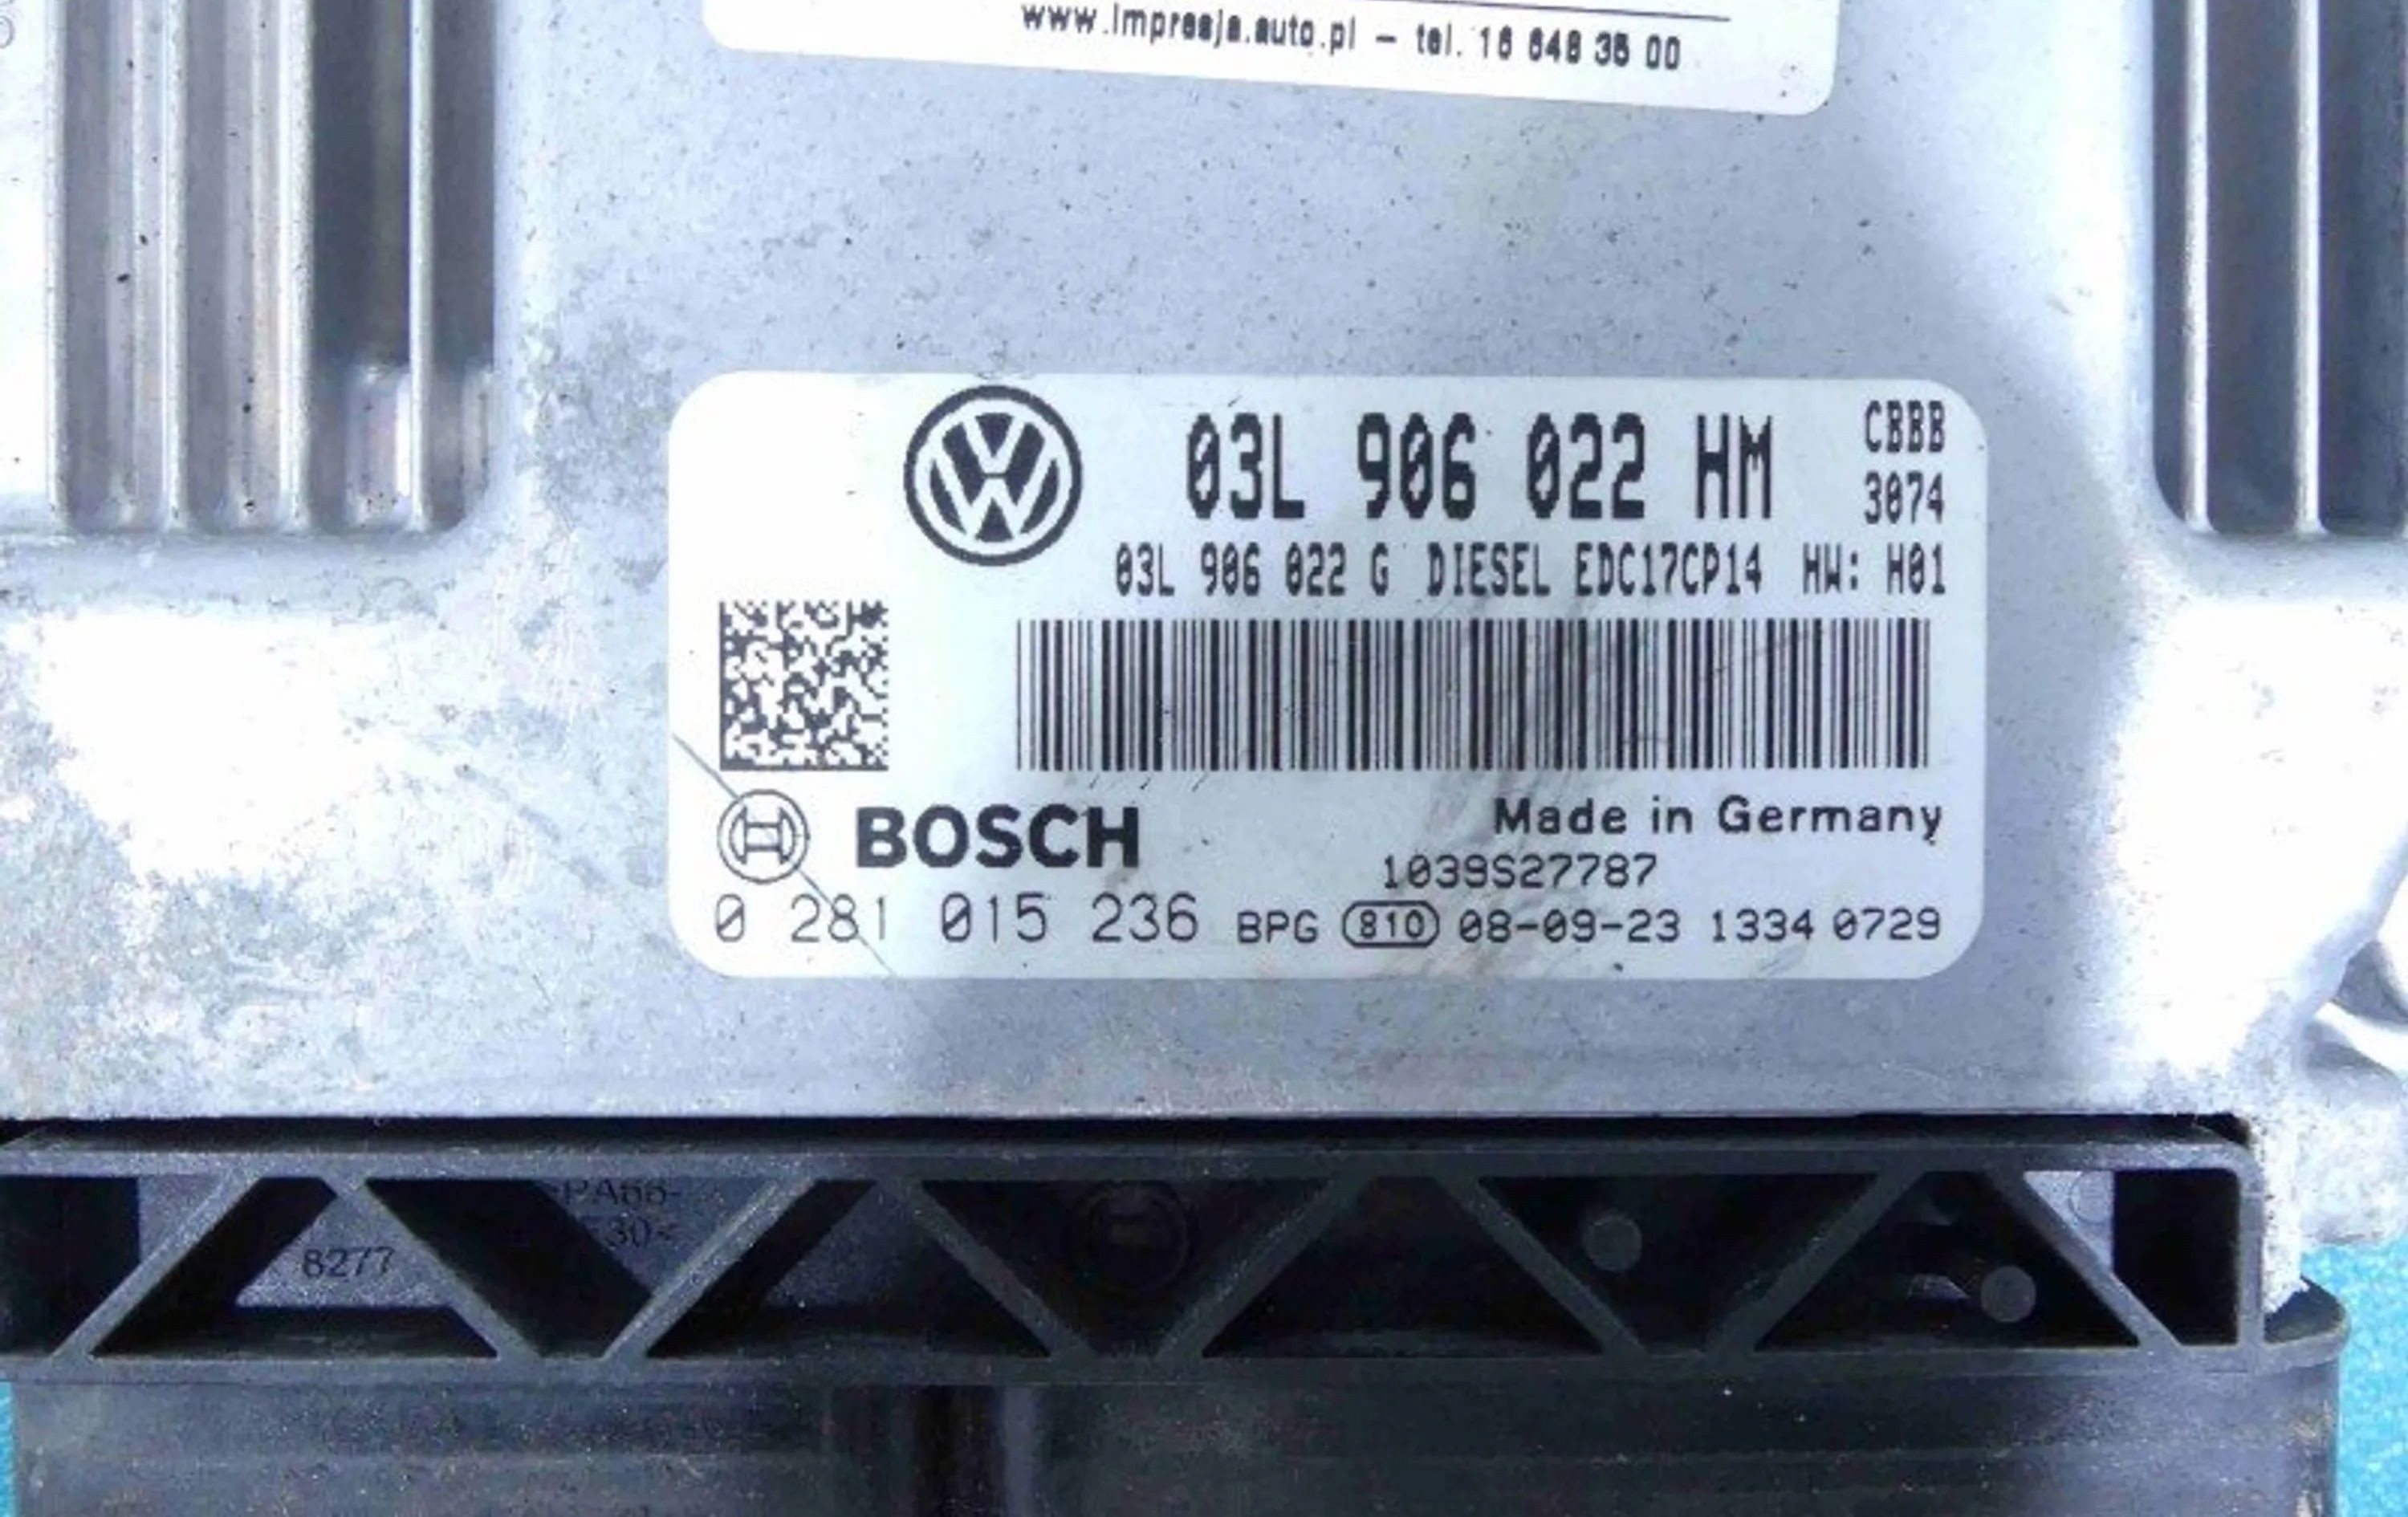 www.impresja.auto.pl – tel. 16 648 35 00
03L 906 022 HM
CBBB
3074
03L 906 022 G DIESEL EDC17CP14 HW: H01
BOSCH
Made in Germany
1039S27787
0 281 015 236 BPG 810 08-09-23 1334 0729
8277